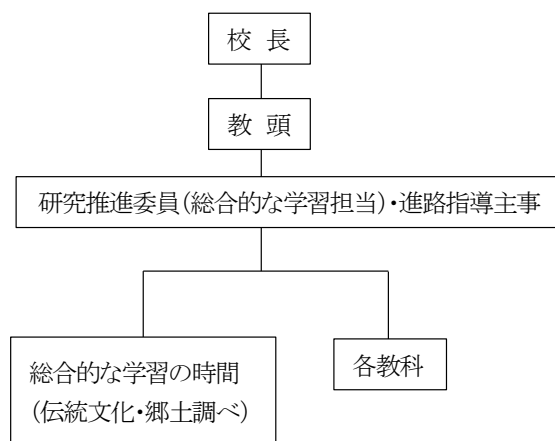 校 長
教 頭
研究推進委員(総合的な学習担当)・進路指導主事
総合的な学習の時間
(伝統文化・郷土調べ)
各教科